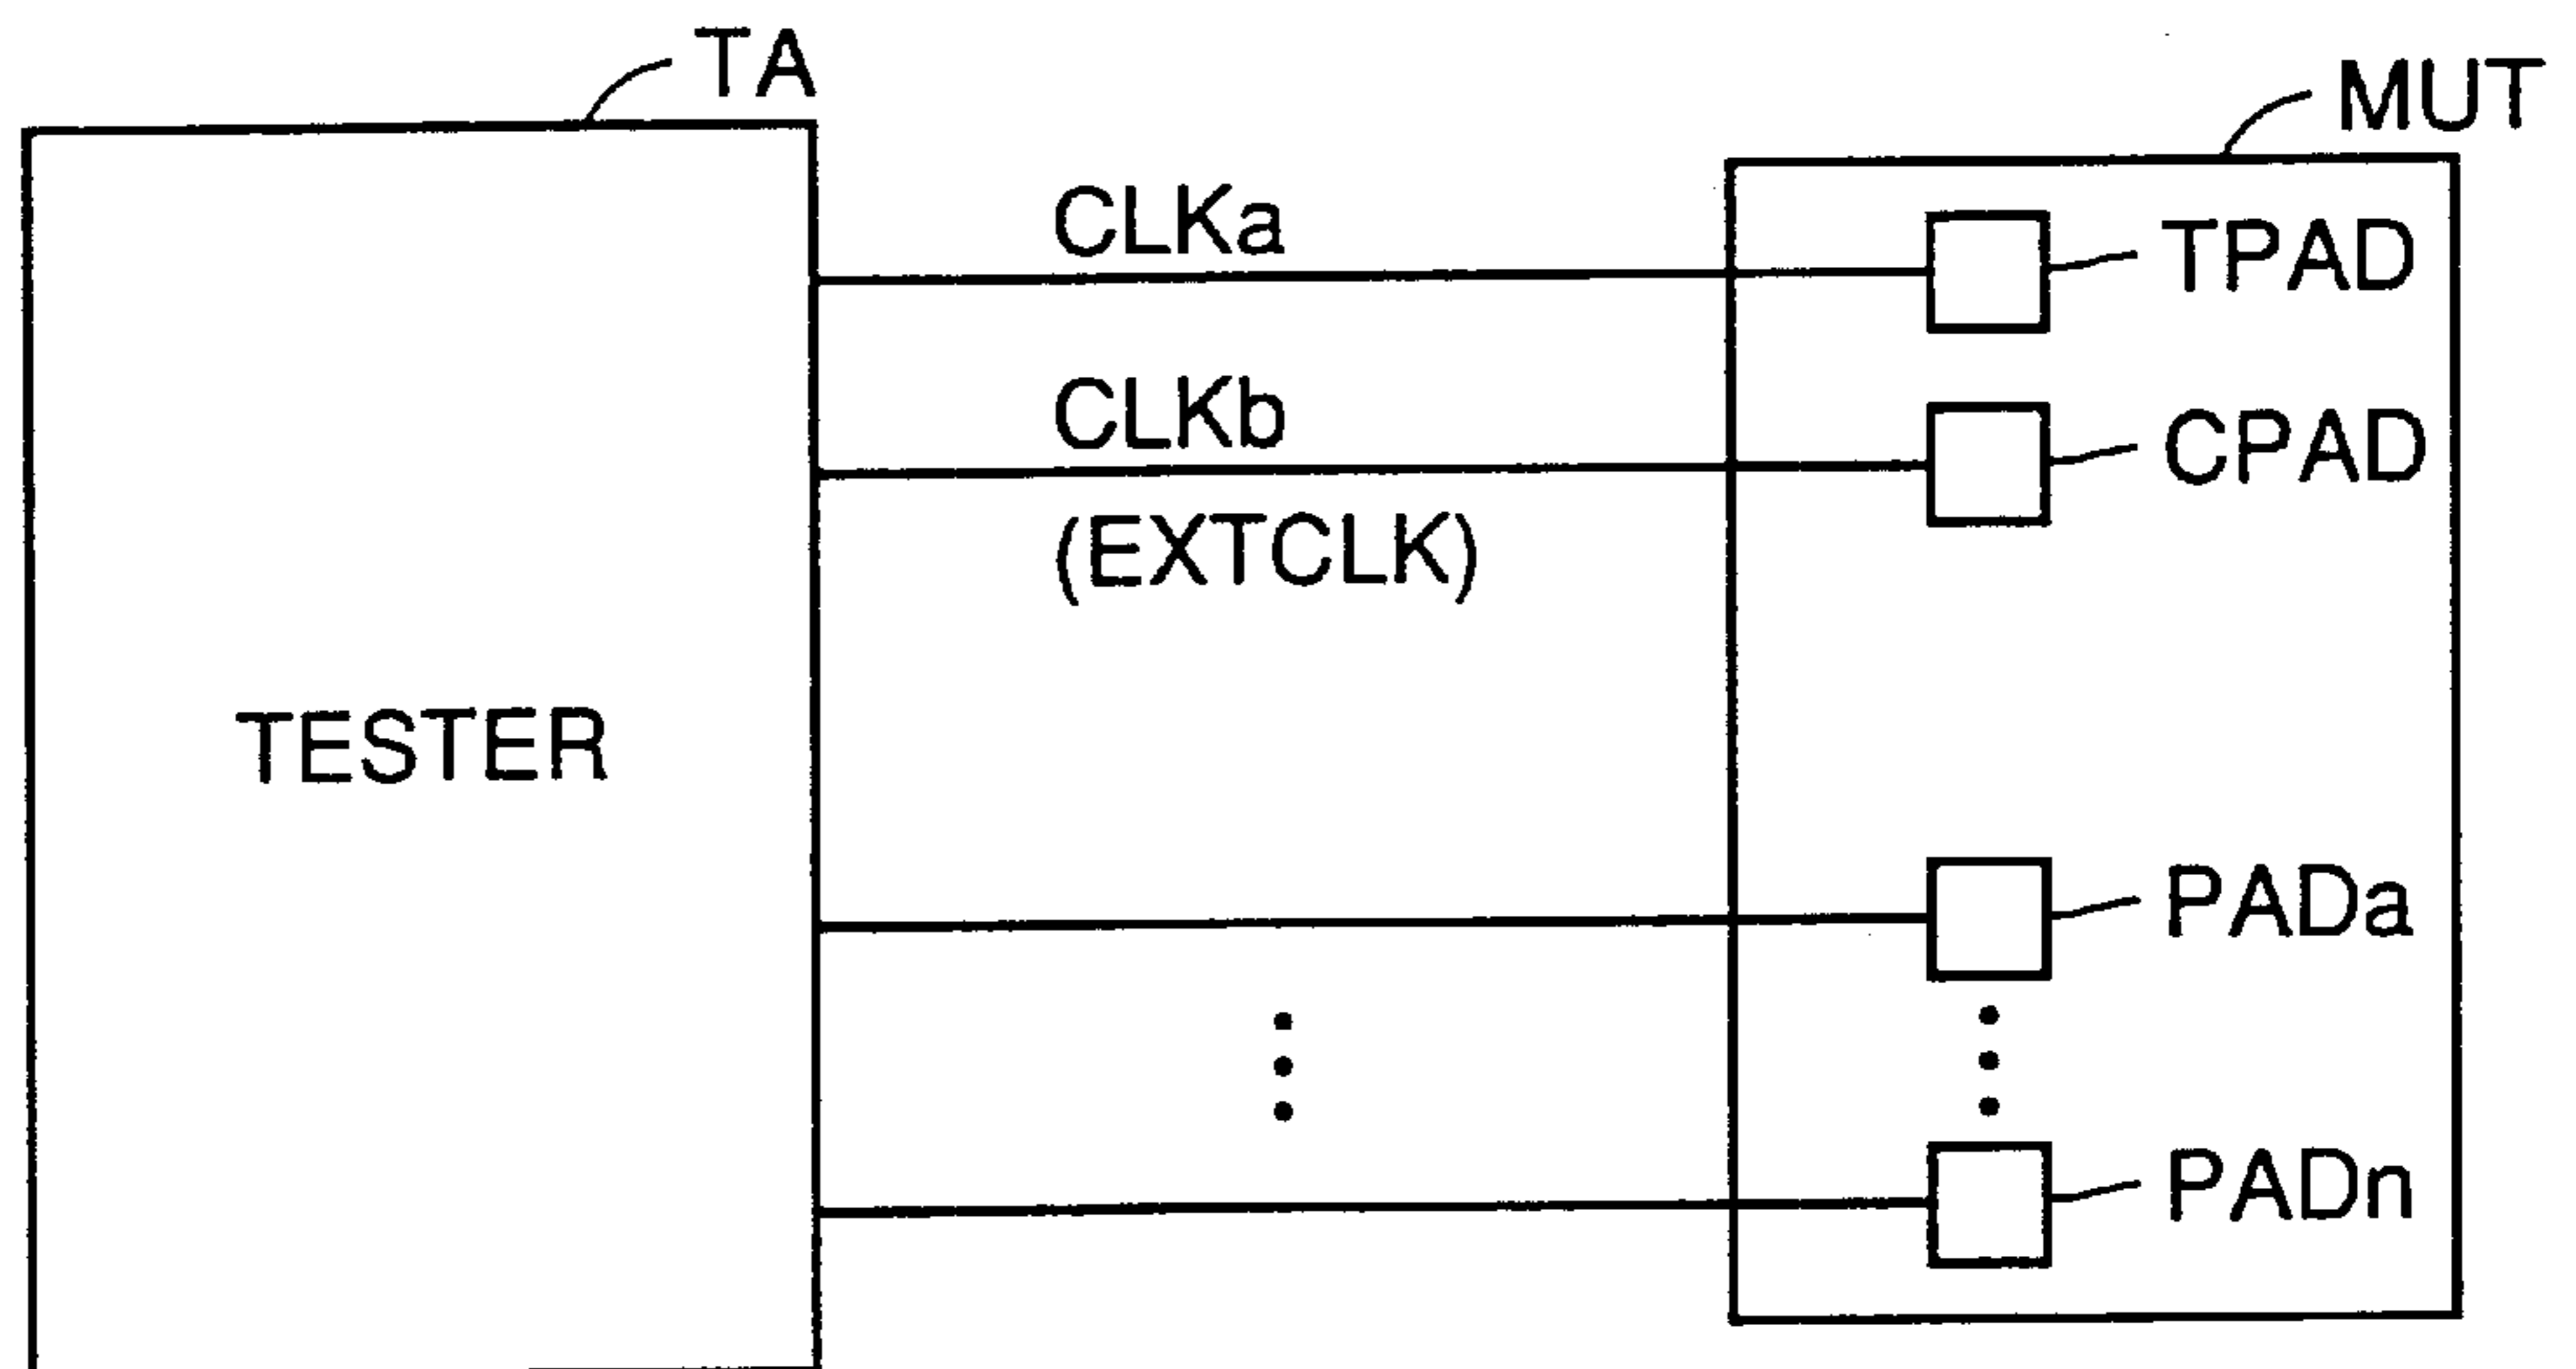 TA
MUT
CLKa
TPAD
CLKb
CPAD
(EXTCLK)
TESTER
PADa
PADn